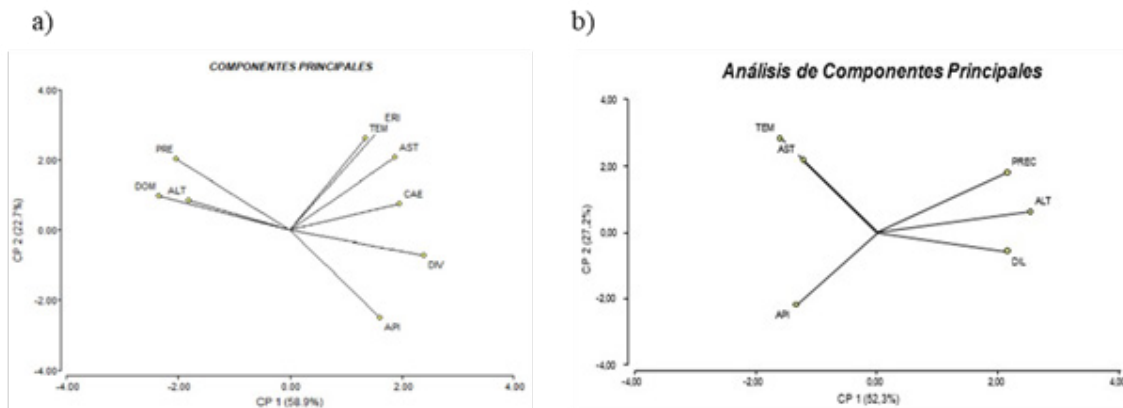 a)
COMPONENTES PRINCIPALES
4.00
2.00
0.00
-2.00
-4.00
CP 2 (22.7%)
PRE
DOM
ALT
ERI
TEM
AST
CAE
DIV
API
-4.00
-2.00
0.00
2.00
4.00
CP 1 (58.9%)
b)
Análisis de Componentes Principales
4,00
2,00
0,00
-2,00
-4,00
CP 2 (27,2%)
TEM
AST
PREC
ALT
DIL
API
-4,00
-2,00
0,00
2,00
4,00
CP 1 (52,3%)